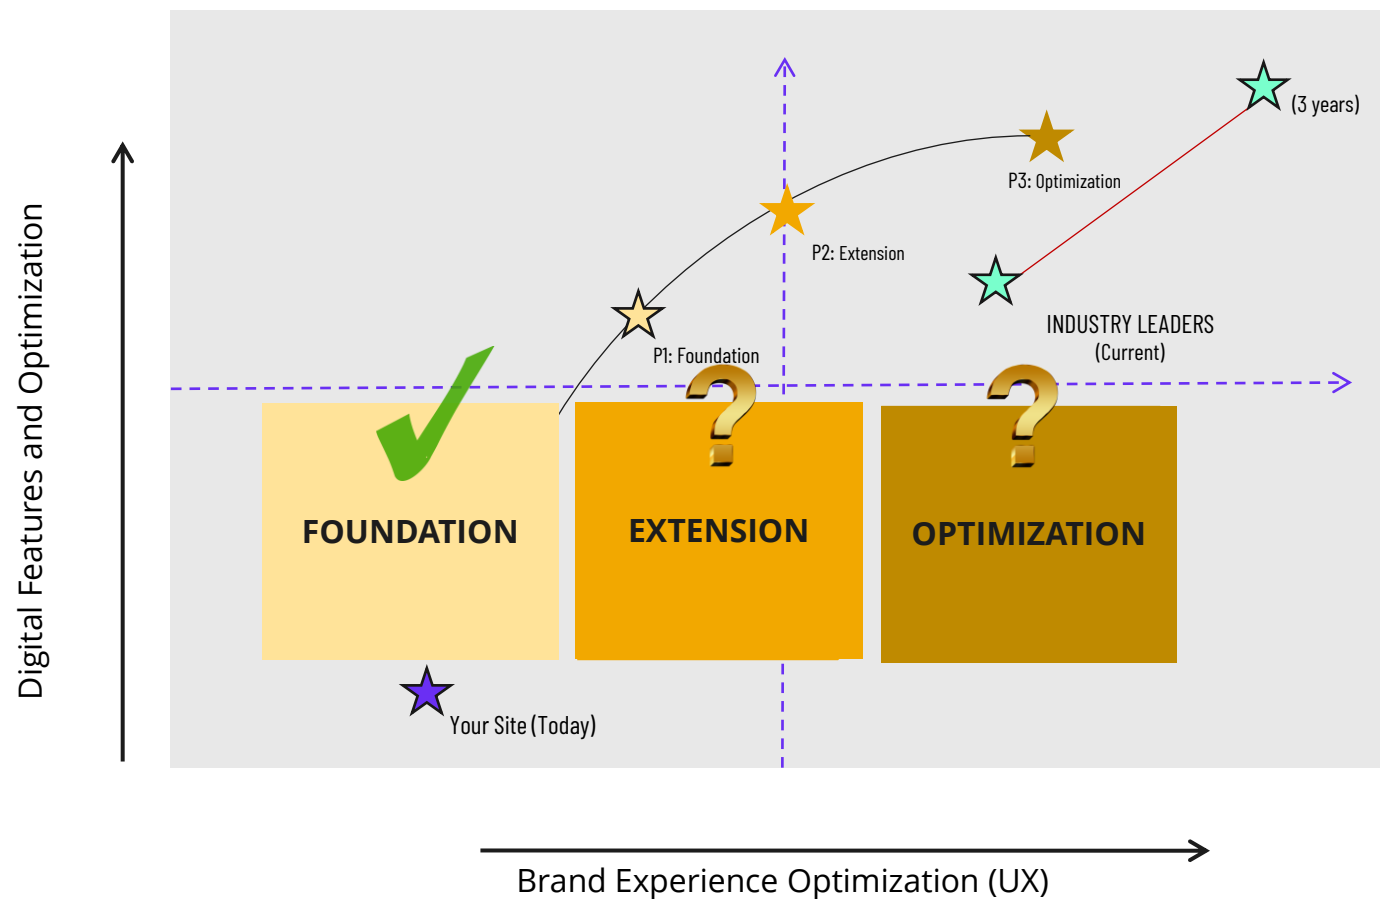 (3 years)
P3: Optimization
P2: Extension
INDUSTRY LEADERS
(Current)
P1: Foundation
?
?
FOUNDATION
EXTENSION
OPTIMIZATION
Your Site (Today)
Digital Features and Optimization
Brand Experience Optimization (UX)